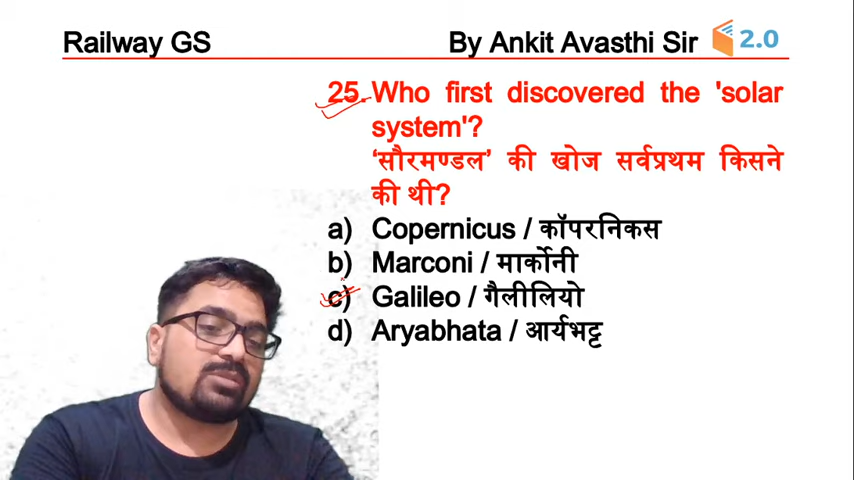 Railway GS
By Ankit Avasthi Sir
2.0
25. Who first discovered the 'solar
system'?
‘सौरमण्डल’ की खोज सर्वप्रथम किसने
की थी?
a) Copernicus / कॉपरनिकस
b) Marconi / मार्कोनी
c) Galileo / गैलीलियो
d) Aryabhata / आर्यभट्ट